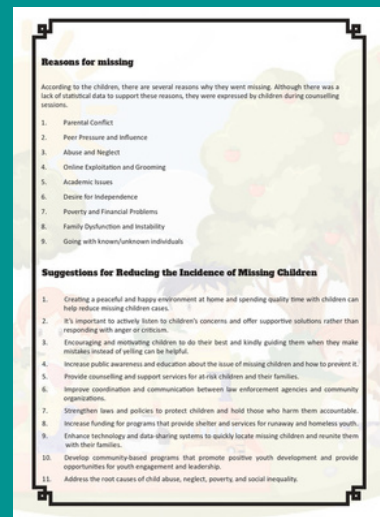 Reasons for missing
According to the children, there are several reasons why they went missing. Although there was a
lack of statistical data to support these reasons, they were expressed by children during counselling
sessions.
1. Parental Conflict
2. Peer Pressure and Influence
3. Abuse and Neglect
4. Online Exploitation and Grooming
5. Academic Issues
6. Desire for Independence
7. Poverty and Financial Problems
8. Family Dysfunction and Instability
9. Going with known/unknown individuals
Suggestions for Reducing the Incidence of Missing Children
1. Creating a peaceful and happy environment at home and spending quality time with children can
help reduce missing children cases.
2. It's important to actively listen to children's concerns and offer supportive solutions rather than
responding with anger or criticism.
3. Encouraging and motivating children to do their best and kindly guiding them when they make
mistakes instead of yelling can be helpful.
4. Increase public awareness and education about the issue of missing children and how to prevent it.
5. Provide counselling and support services for at-risk children and their families.
6. Improve coordination and communication between law enforcement agencies and community
organizations.
7. Strengthen laws and policies to protect children and hold those who harm them accountable.
8. Increase funding for programs that provide shelter and services for runaway and homeless youth.
9. Enhance technology and data-sharing systems to quickly locate missing children and reunite them
with their families.
10. Develop community-based programs that promote positive youth development and provide
opportunities for youth engagement and leadership.
11. Address the root causes of child abuse, neglect, poverty, and social inequality.